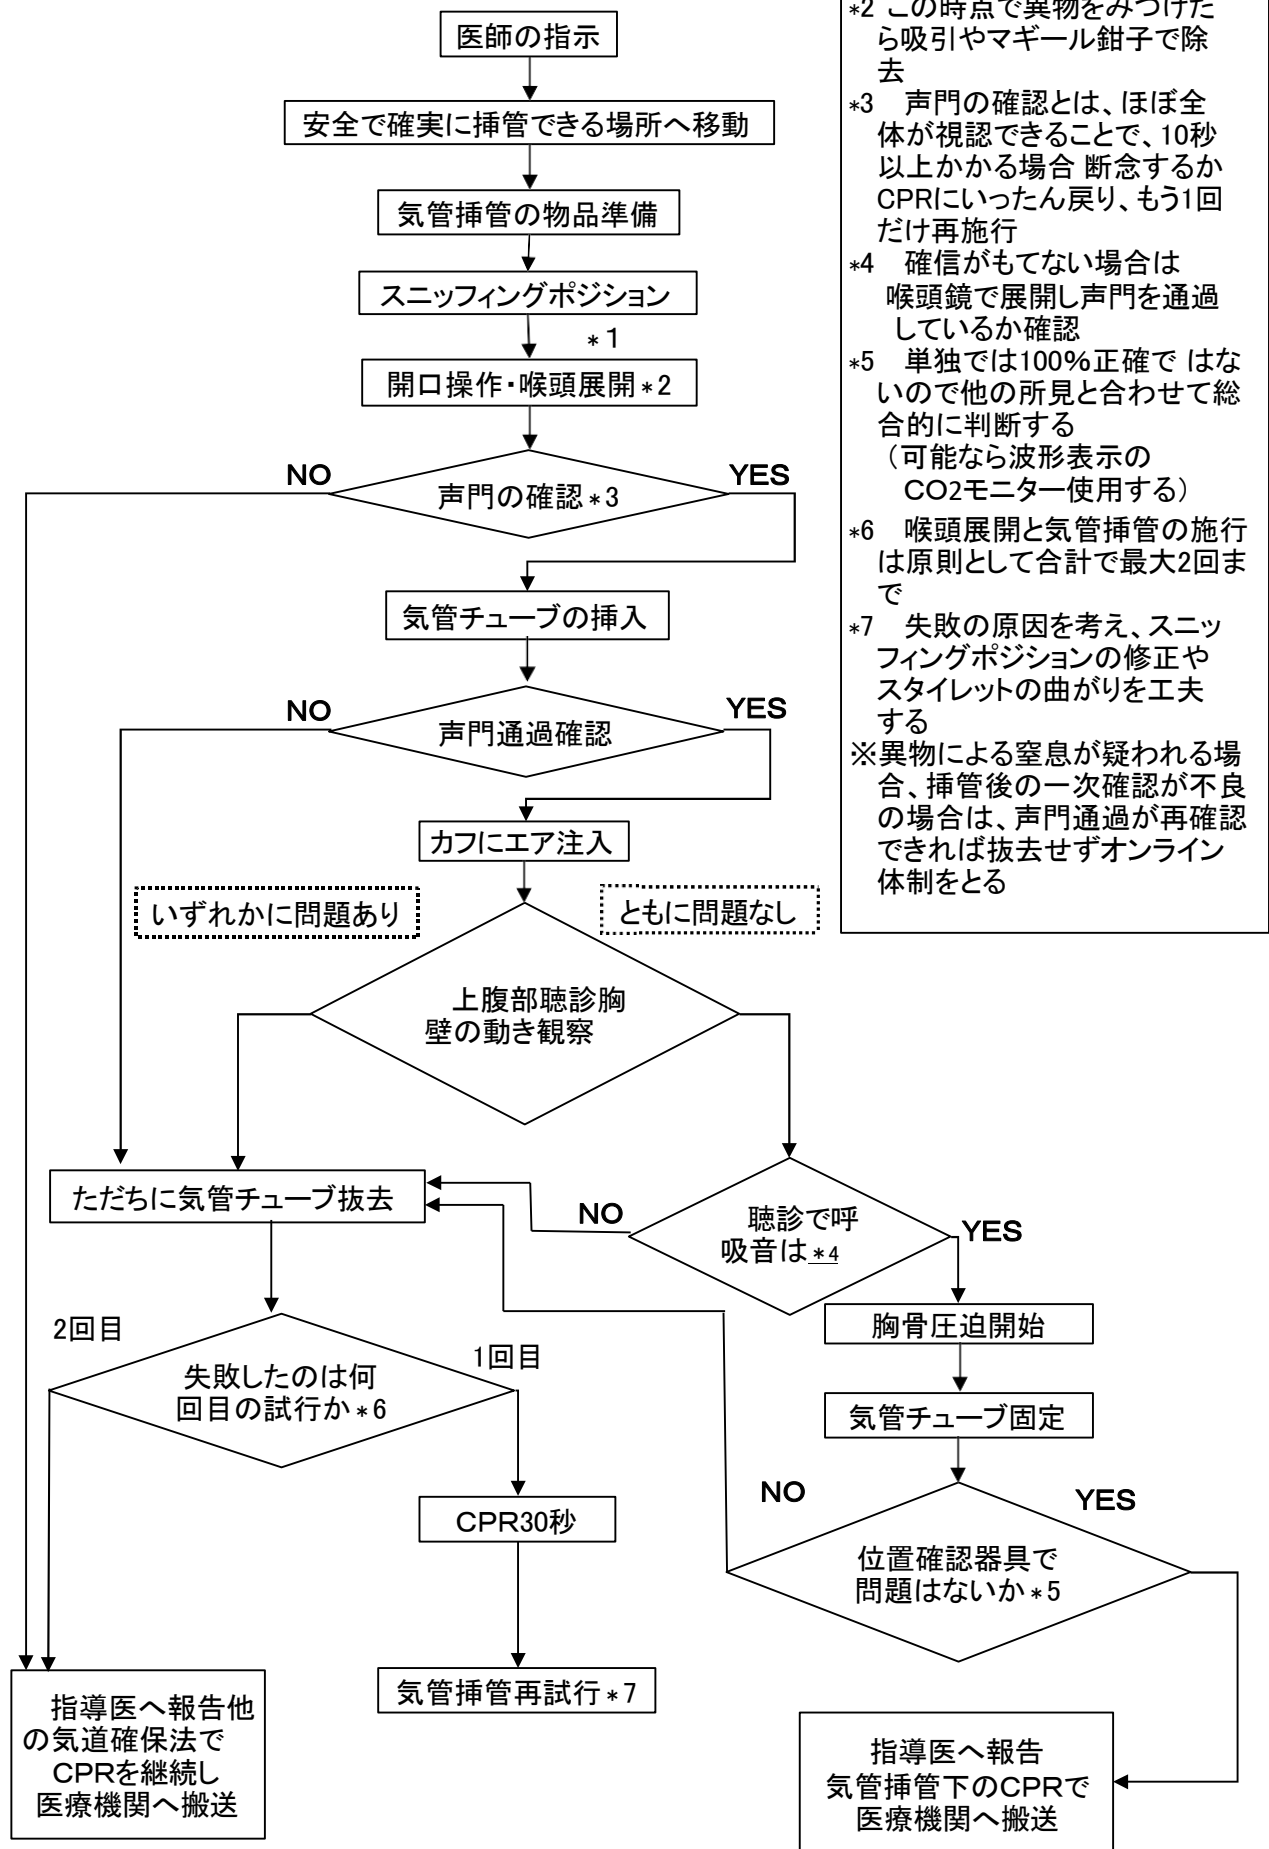 医師の指示
安全で確実に挿管できる場所へ移動
気管挿管の物品準備
スニッフィングポジション
*1
開口操作・喉頭展開*2
NO
YES
声門の確認*3
気管チューブの挿入
NO
YES
声門通過確認
カフにエア注入
いずれかに問題あり
ともに問題なし
上腹部聴診胸
壁の動き観察
ただちに気管チューブ抜去
NO
YES
聴診で呼
吸音は*4
胸骨圧迫開始
気管チューブ固定
2回目
1回目
失敗したのは何
回目の試行か*6
CPR30秒
気管挿管再試行*7
NO
YES
位置確認器具で
問題はないか*5
指導医へ報告他
の気道確保法で
CPRを継続し
医療機関へ搬送
指導医へ報告
気管挿管下のCPRで
医療機関へ搬送
*2 この時点で異物をみつけた
ら吸引やマギール鉗子で除
去
*3 声門の確認とは、ほぼ全
体が視認できることで、10秒
以上かかる場合 断念するか
CPRにいったん戻り、もう1回
だけ再施行
*4 確信がもてない場合は
喉頭鏡で展開し声門を通過
しているか確認
*5 単独では100%正確で はな
いので他の所見と合わせて総
合的に判断する
（可能なら波形表示の
CO2モニター使用する）
*6 喉頭展開と気管挿管の施行
は原則として合計で最大2回ま
で
*7 失敗の原因を考え、スニッ
フィングポジションの修正や
スタイレットの曲がりを工夫
する
※異物による窒息が疑われる場
合、挿管後の一次確認が不良
の場合は、声門通過が再確認
できれば抜去せずオンライン
体制をとる